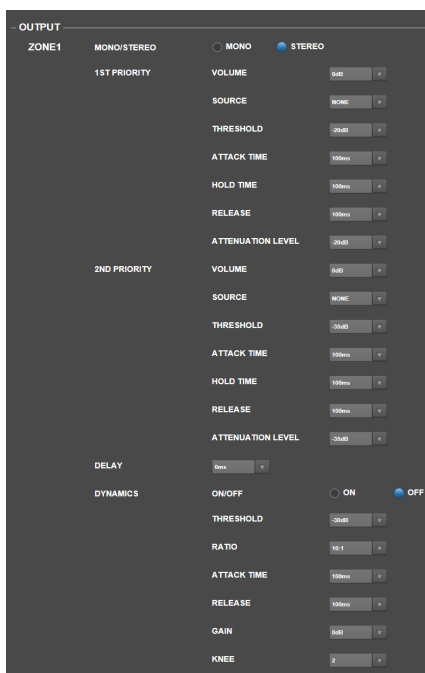 OUTPUT
ZONE1 MONO/STEREO MONO STEREO
1ST PRIORITY VOLUME 0dB
SOURCE NONE
THRESHOLD -20dB
ATTACK TIME 100ms
HOLD TIME 100ms
RELEASE 100ms
ATTENUATION LEVEL -20dB
2ND PRIORITY VOLUME 0dB
SOURCE NONE
THRESHOLD -35dB
ATTACK TIME 100ms
HOLD TIME 100ms
RELEASE 100ms
ATTENUATION LEVEL -35dB
DELAY 0ms
DYNAMICS ON/OFF ON OFF
THRESHOLD -30dB
RATIO 10:1
ATTACK TIME 100ms
RELEASE 100ms
GAIN 0dB
KNEE 2